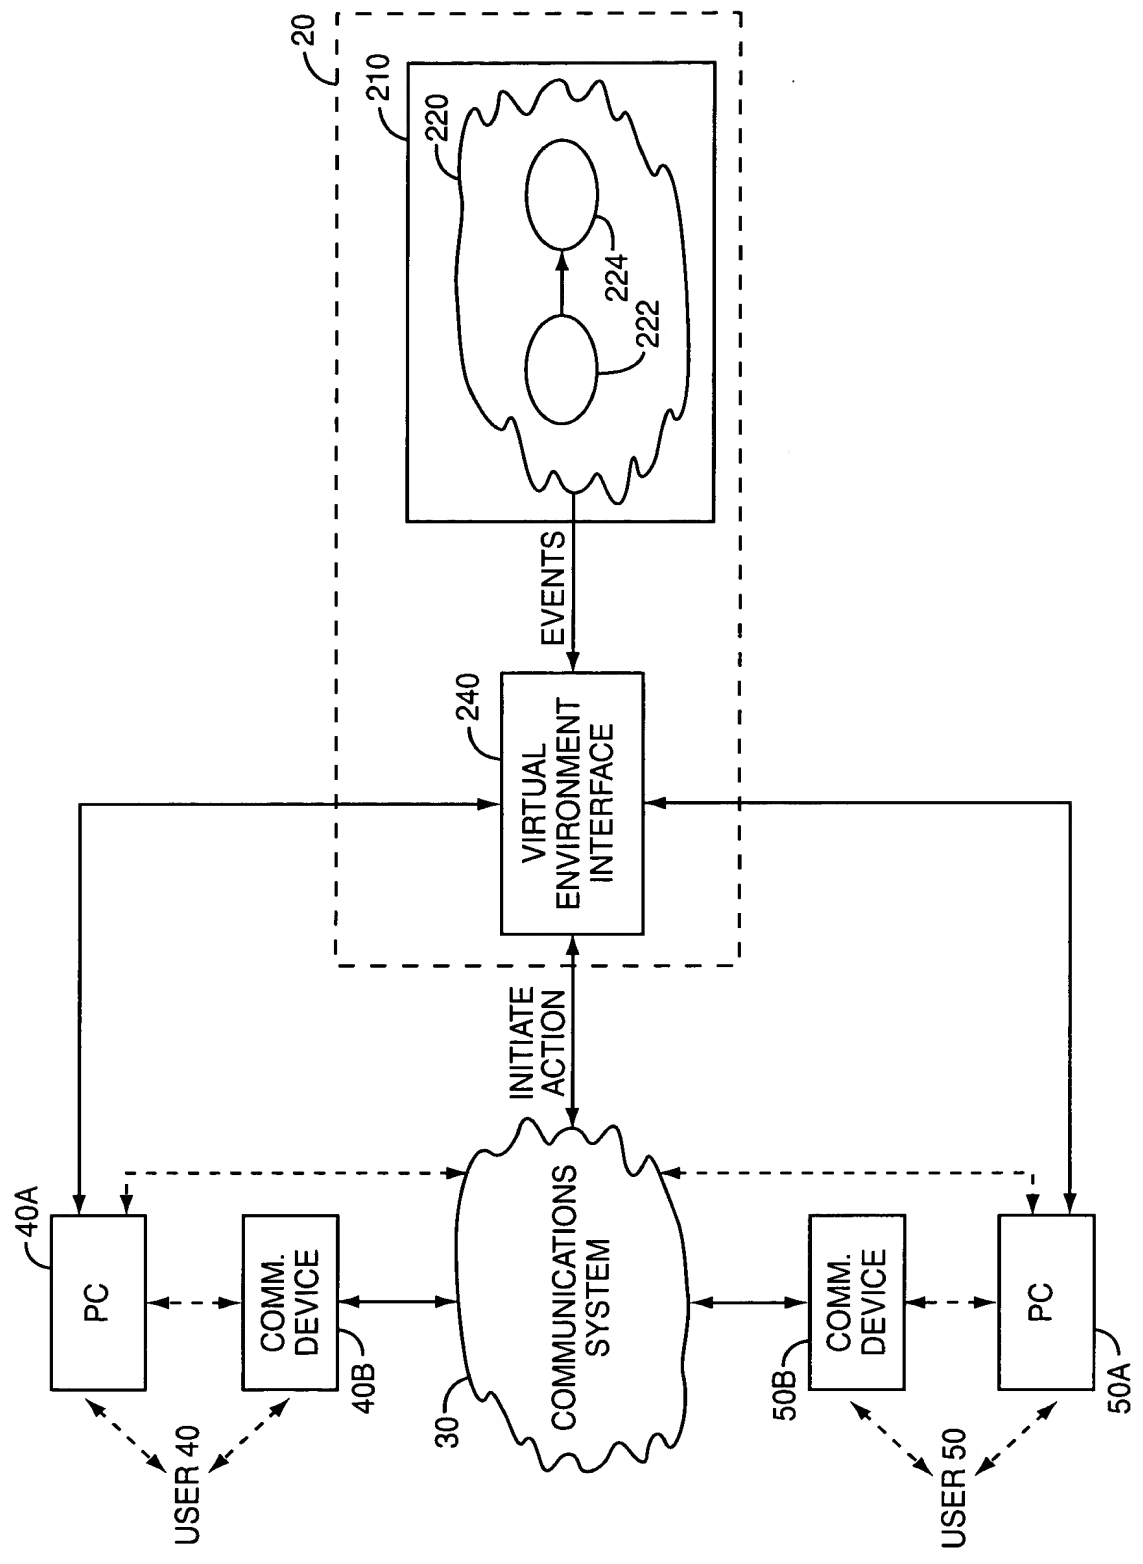 20
210
220
224
222
EVENTS
240
VIRTUAL
ENVIRONMENT
INTERFACE
INITIATE
ACTION
40A
PC
COMM.
DEVICE
40B
USER 40
30
COMMUNICATIONS
SYSTEM
COMM.
DEVICE
50B
PC
50A
USER 50